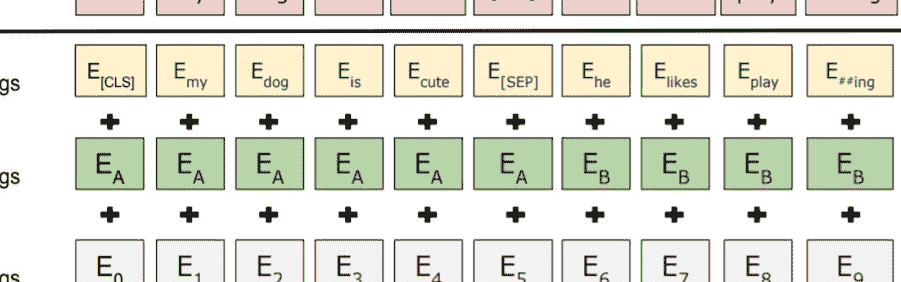 gs E[CLS] Emy Edog Eis Ecute E[SEP] Ehe Elikes Eplay E##ing
+ + + + + + + + + +
gs EA EA EA EA EA EA EB EB EB EB
+ + + + + + + + + +
gs E0 E1 E2 E3 E4 E5 E6 E7 E8 E9